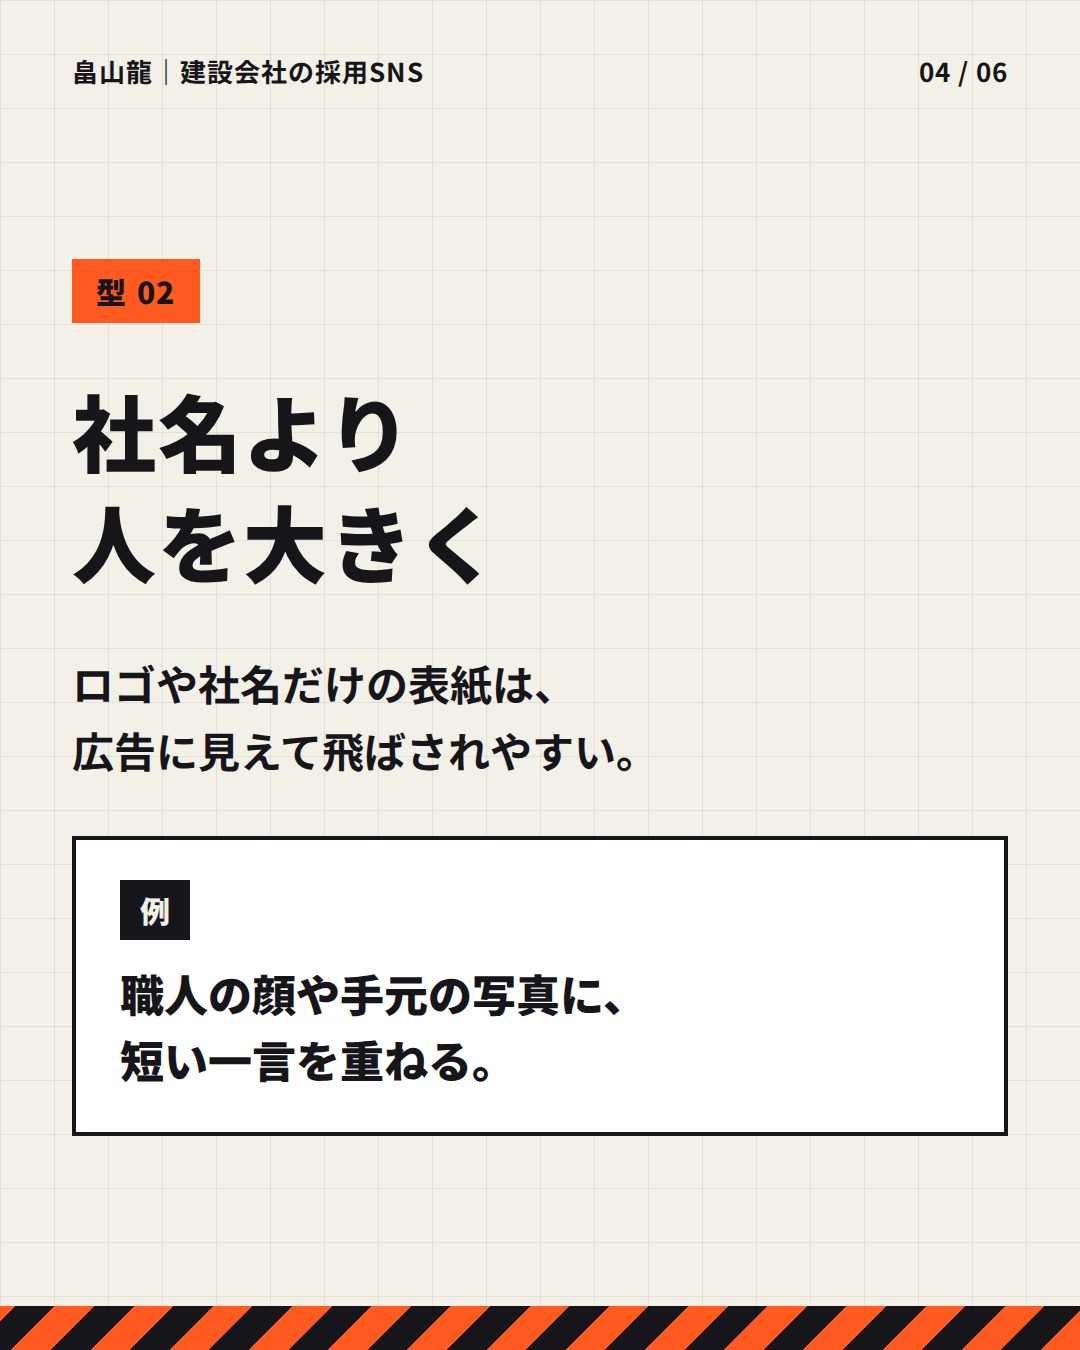 畠山龍｜建設会社の採用SNS
04 / 06
型 02
社名より
人を大きく
ロゴや社名だけの表紙は、
広告に見えて飛ばされやすい。
例
職人の顔や手元の写真に、
短い一言を重ねる。